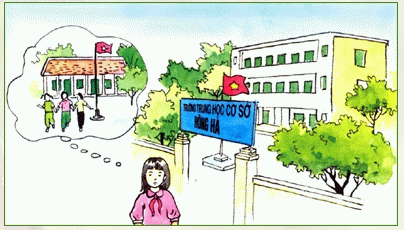 TRƯỜNG TRUNG HỌC CƠ SỞ
HỒNG HÀ